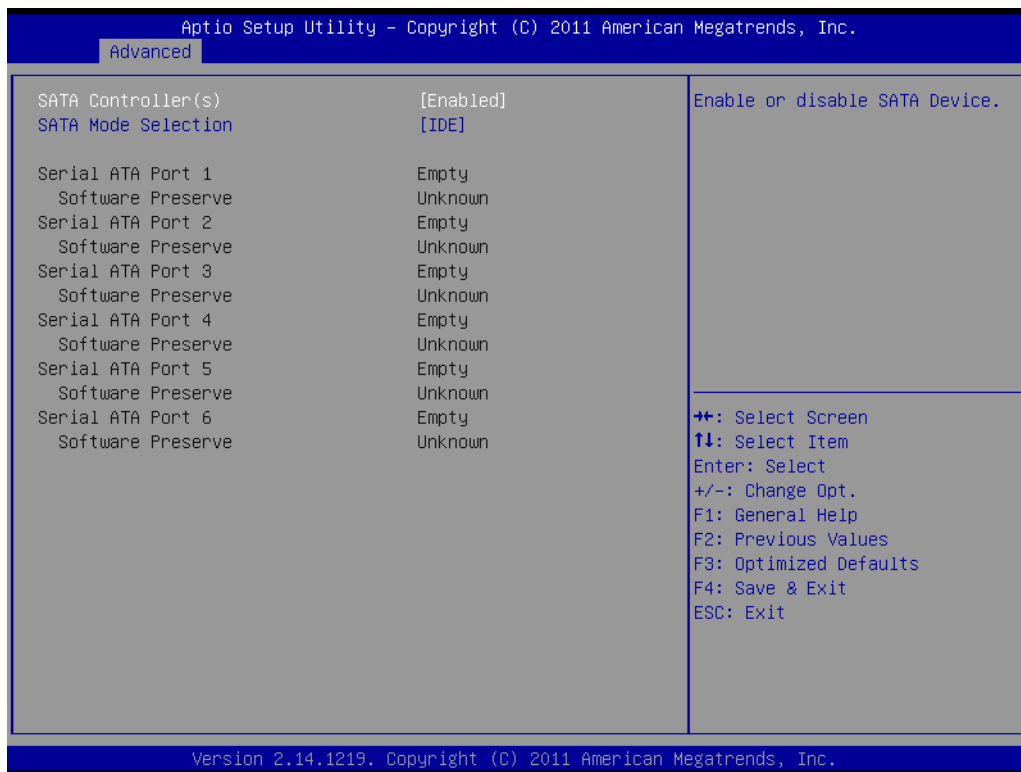 Aptio Setup Utility – Copyright (C) 2011 American Megatrends, Inc.
Advanced
SATA Controller(s) [Enabled]
SATA Mode Selection [IDE]
Serial ATA Port 1 Empty
Software Preserve Unknown
Serial ATA Port 2 Empty
Software Preserve Unknown
Serial ATA Port 3 Empty
Software Preserve Unknown
Serial ATA Port 4 Empty
Software Preserve Unknown
Serial ATA Port 5 Empty
Software Preserve Unknown
Serial ATA Port 6 Empty
Software Preserve Unknown
Enable or disable SATA Device.
→←: Select Screen
↑↓: Select Item
Enter: Select
+/-: Change Opt.
F1: General Help
F2: Previous Values
F3: Optimized Defaults
F4: Save & Exit
ESC: Exit
Version 2.14.1219. Copyright (C) 2011 American Megatrends, Inc.